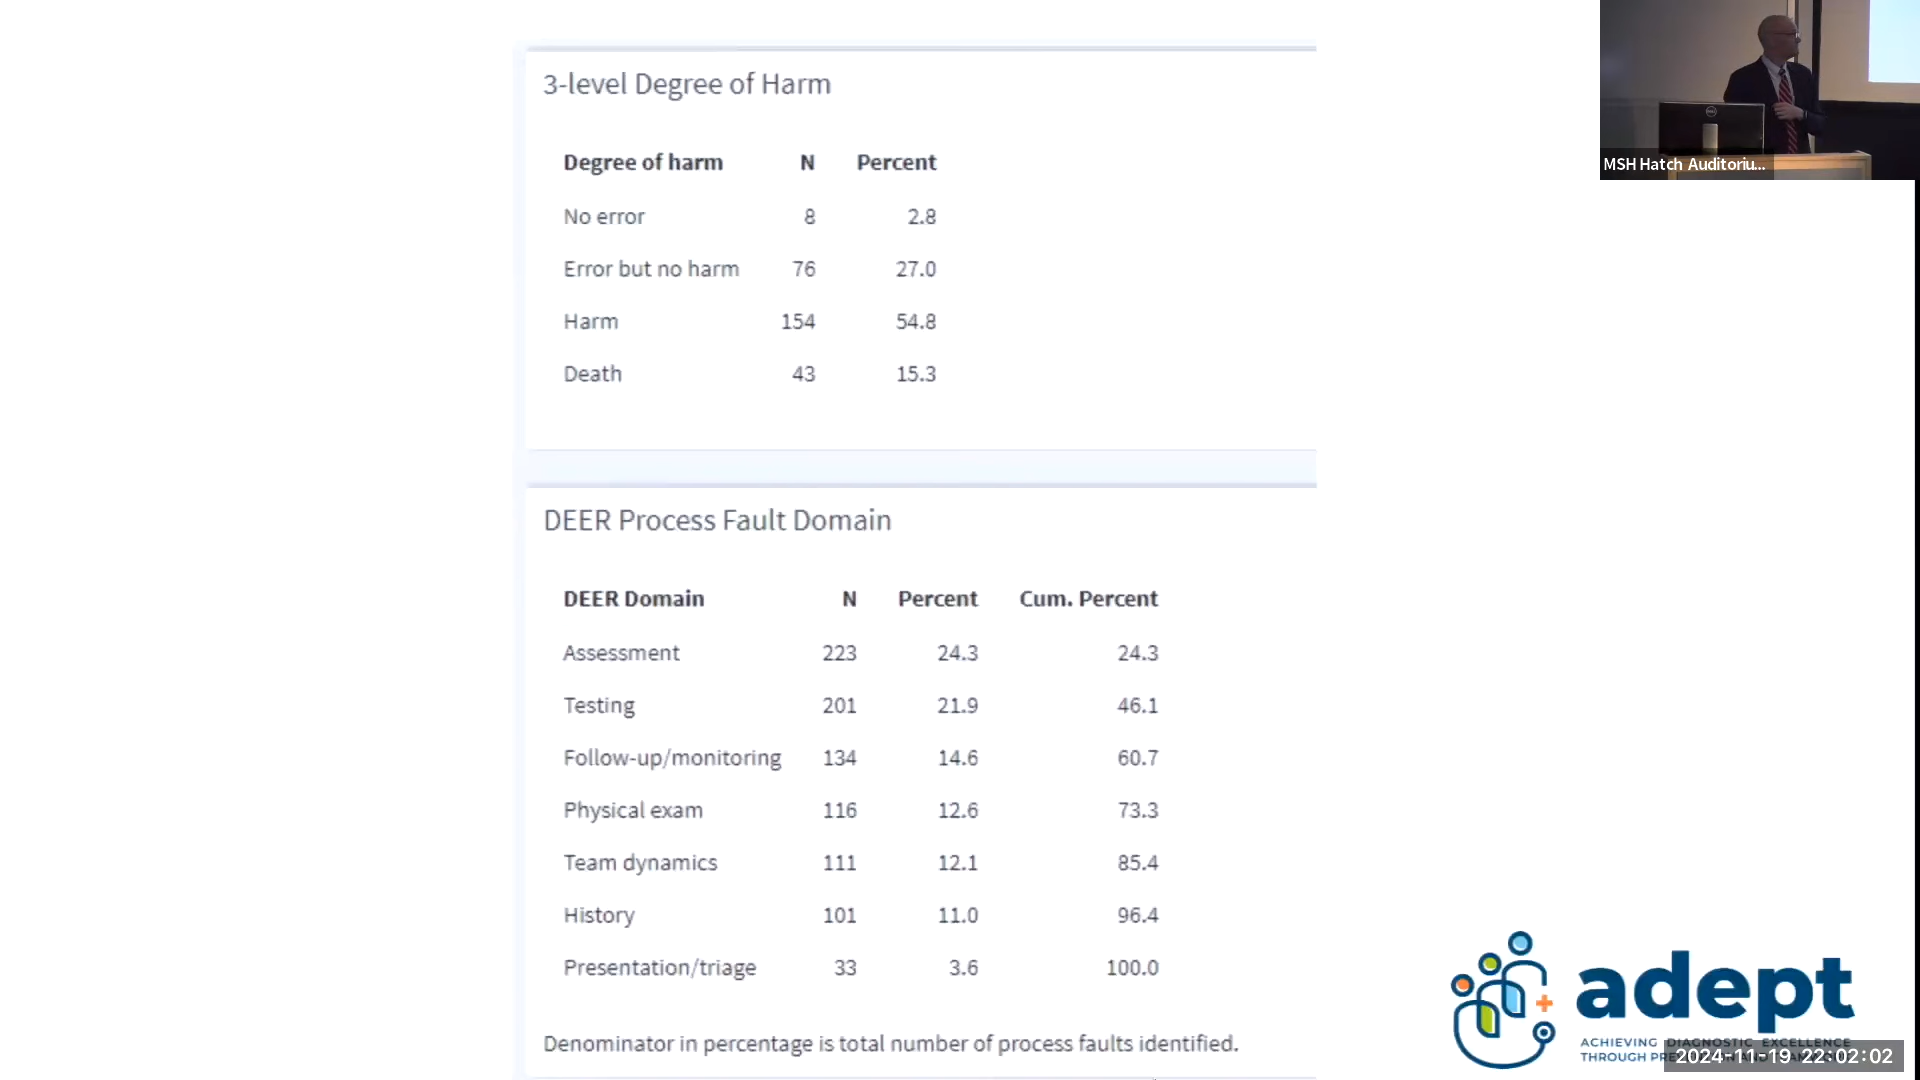 3-level Degree of Harm
Degree of harm N Percent
No error 8 2.8
Error but no harm 76 27.0
Harm 154 54.8
Death 43 15.3
DEER Process Fault Domain
DEER Domain N Percent Cum. Percent
Assessment 223 24.3 24.3
Testing 201 21.9 46.1
Follow-up/monitoring 134 14.6 60.7
Physical exam 116 12.6 73.3
Team dynamics 111 12.1 85.4
History 101 11.0 96.4
Presentation/triage 33 3.6 100.0
Denominator in percentage is total number of process faults identified.
MSH Hatch Auditoriu...
adept
ACHIEVING DIAGNOSTIC EXCELLENCE
THROUGH
2024-11-19 22:02:02